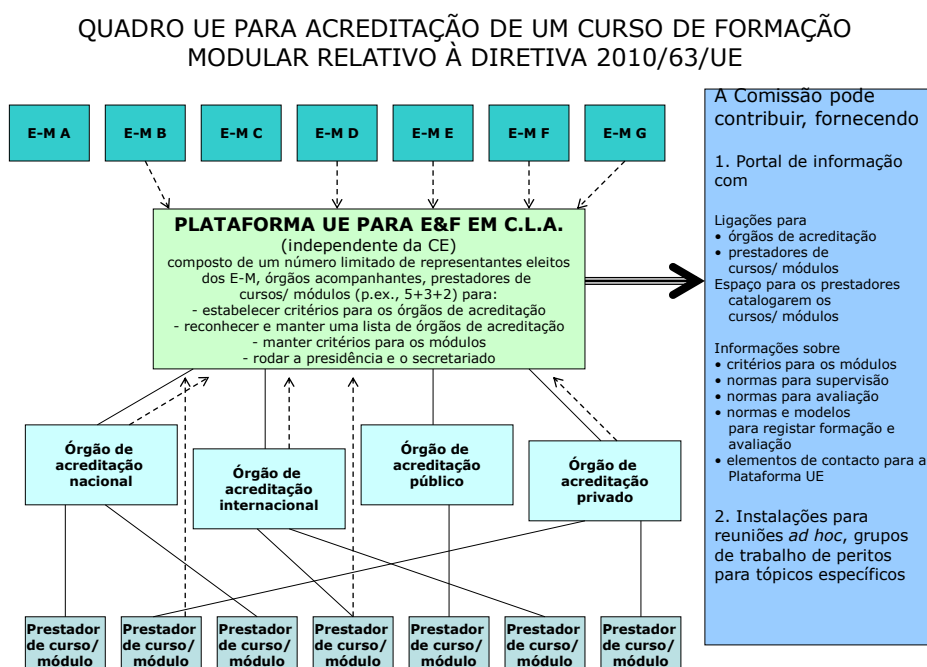 QUADRO UE PARA ACREDITAÇÃO DE UM CURSO DE FORMAÇÃO
MODULAR RELATIVO À DIRETIVA 2010/63/UE
E-M A
E-M B
E-M C
E-M D
E-M E
E-M F
E-M G
PLATAFORMA UE PARA E&F EM C.L.A.
(independente da CE)
composto de um número limitado de representantes eleitos
dos E-M, órgãos acompanhantes, prestadores de
cursos/ módulos (p.ex., 5+3+2) para:
- estabelecer critérios para os órgãos de acreditação
- reconhecer e manter uma lista de órgãos de acreditação
- manter critérios para os módulos
- rodar a presidência e o secretariado
Órgão de
acreditação
nacional
Órgão de
acreditação
internacional
Órgão de
acreditação
público
Órgão de
acreditação
privado
Prestador
de curso/
módulo
Prestador
de curso/
módulo
Prestador
de curso/
módulo
Prestador
de curso/
módulo
Prestador
de curso/
módulo
Prestador
de curso/
módulo
Prestador
de curso/
módulo
A Comissão pode
contribuir, fornecendo
1. Portal de informação
com
Ligações para
• órgãos de acreditação
• prestadores de
cursos/ módulos
Espaço para os prestadores
catalogarem os
cursos/ módulos
Informações sobre
• critérios para os módulos
• normas para supervisão
• normas para avaliação
• normas e modelos
para registar formação e
avaliação
• elementos de contacto para a
Plataforma UE
2. Instalações para
reuniões ad hoc, grupos
de trabalho de peritos
para tópicos específicos